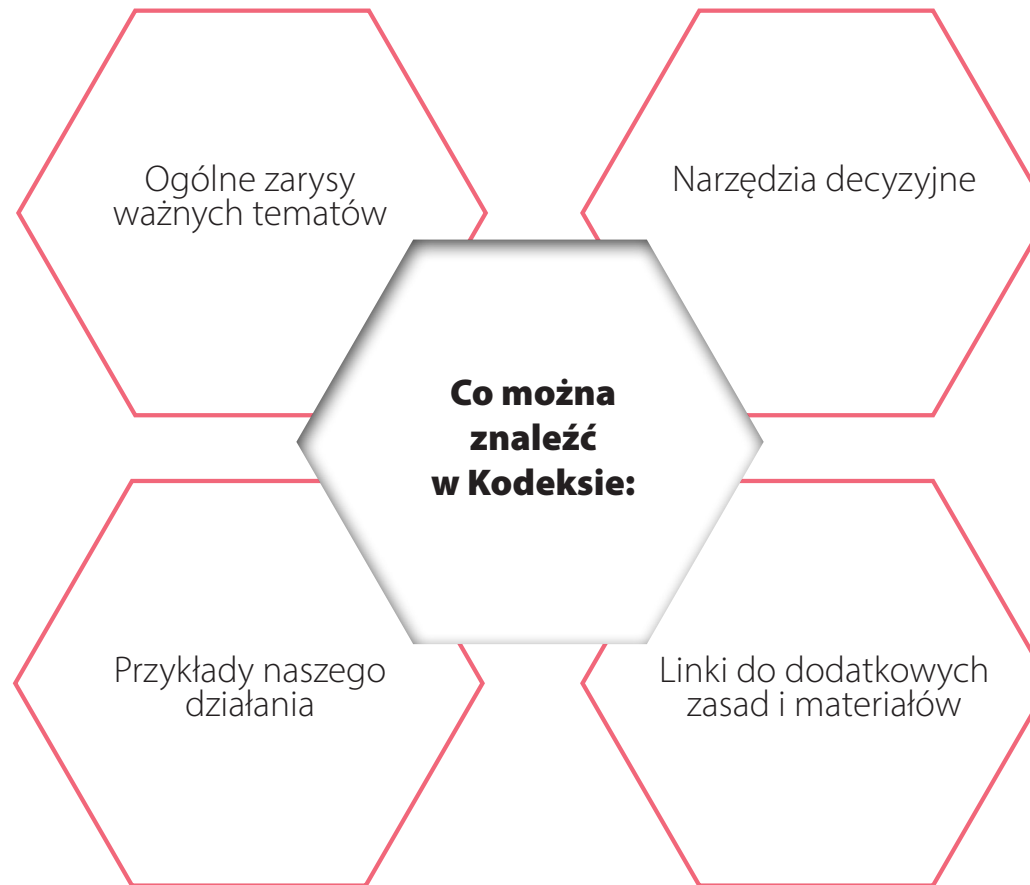 Ogólne zarysy
ważnych tematów
Narzędzia decyzyjne
Co można
znaleźć
w Kodeksie:
Przykłady naszego
działania
Linki do dodatkowych
zasad i materiałów